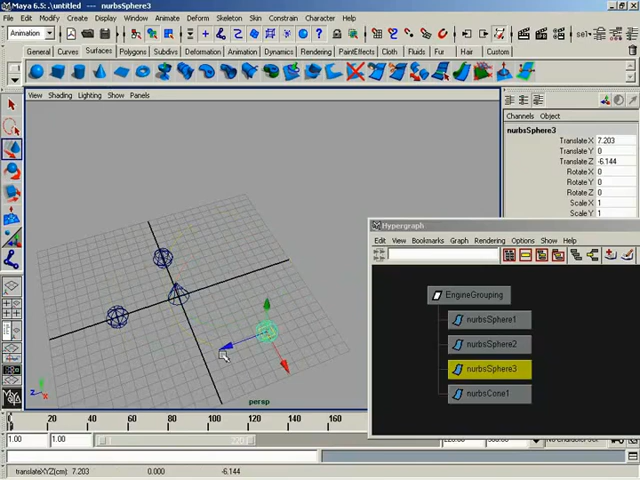 Maya 6.5: .\untitled --- nurbsSphere3
File Edit Modify Create Display Window Animate Deform Skeleton Skin Constrain Character Help
Animation
sel
General Curves Surfaces Polygons Subdivs Deformation Animation Dynamics Rendering PaintEffects Cloth Fluids Fur Hair Custom
View Shading Lighting Show Panels
Channels Object
nurbsSphere3
Translate X 7.203
Translate Y 0
Translate Z -6.144
Rotate X 0
Rotate Y 0
Rotate Z 0
Scale X 1
Scale Y 1
Hypergraph
Edit View Bookmarks Graph Rendering Options Show Help
EngineGrouping
nurbsSphere1
nurbsSphere2
nurbsSphere3
nurbsCone1
persp
z
x
0 20 40 60 80 100 120 140 160
1.00 1.00 220
translateXYZ(cm): 7.203 0.000 -6.144